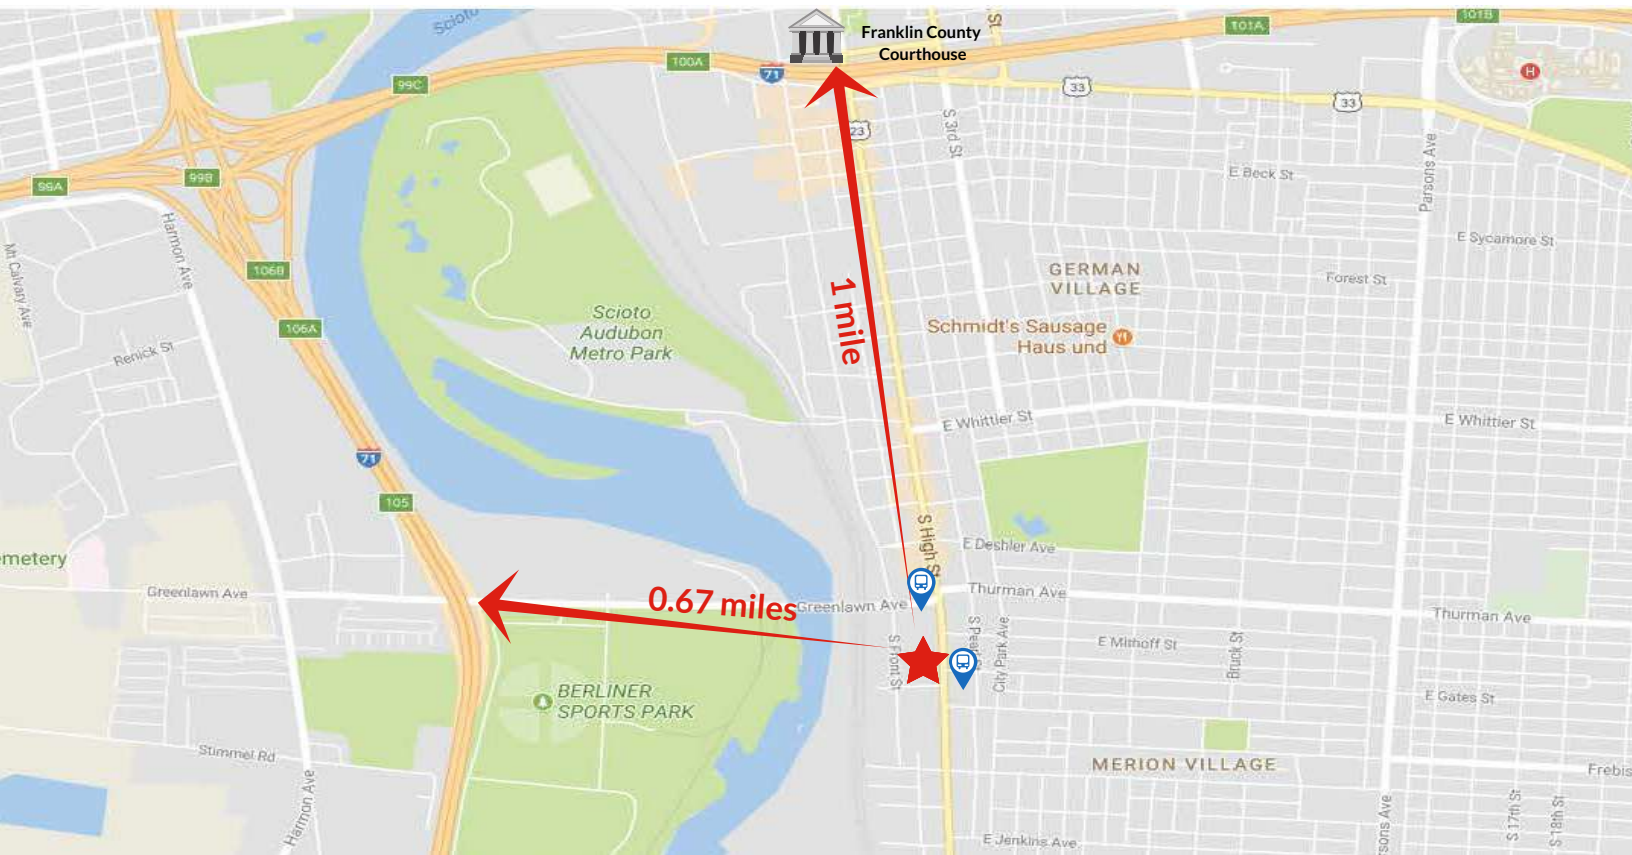 Scioto
Franklin County
Courthouse
St
101A
101B
100A
71
99C
33
33
H
23
S 3rd St
99B
99A
E Beck St
Parsons Ave
Harmon Ave
Mt Calvary Ave
E Sycamore St
106B
GERMAN
VILLAGE
Forest St
1 mile
Scioto
Audubon
Metro Park
106A
Schmidt's Sausage
Haus und
Renick St
E Whittier St
E Whittier St
71
105
S High St
E Deshler Ave
emetery
Greenlawn Ave
0.67 miles
Greenlawn Ave
Thurman Ave
Thurman Ave
S Front St
S Pearl St
City Park Ave
E Mithoff St
Bruck St
BERLINER
SPORTS PARK
E Gates St
Stimmel Rd
MERION VILLAGE
Frebis
Harmon Ave
sons Ave
S 17th St
S 18th St
E Jenkins Ave